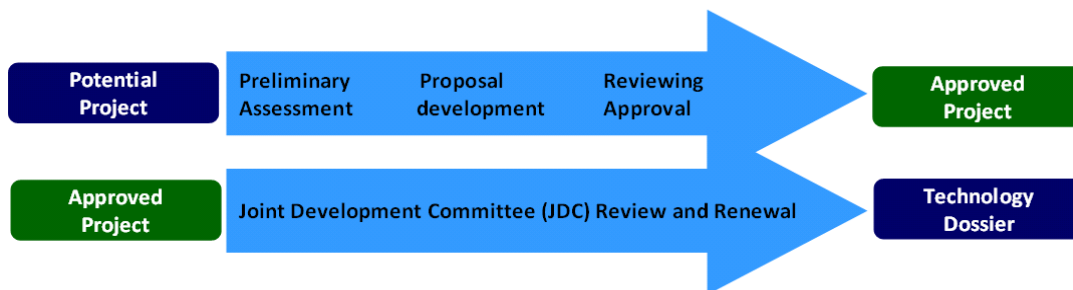 Potential
Project
Preliminary
Assessment
Proposal
development
Reviewing
Approval
Approved
Project
Approved
Project
Joint Development Committee (JDC) Review and Renewal
Technology
Dossier